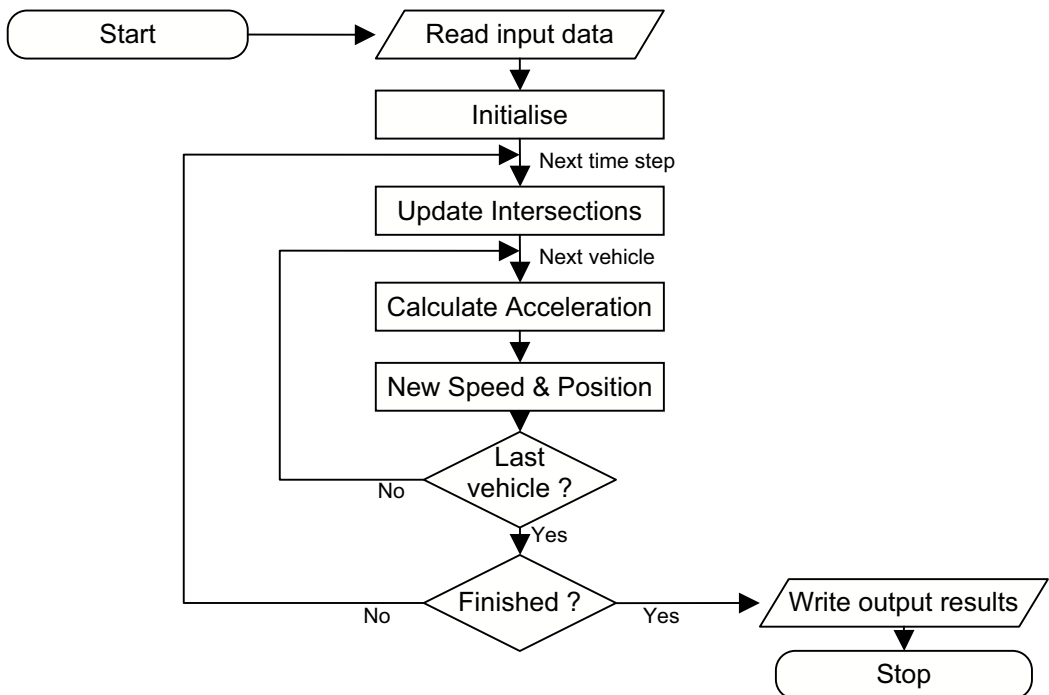 Start
Read input data
Initialise
Next time step
Update Intersections
Next vehicle
Calculate Acceleration
New Speed & Position
Last
vehicle ?
No
Yes
Finished ?
No
Yes
Write output results
Stop